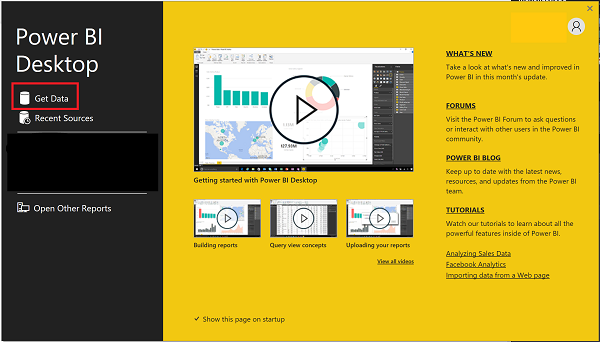 Power BI
Desktop
Get Data
Recent Sources
Open Other Reports
Getting started with Power BI Desktop
Building reports
Query view concepts
Uploading your reports
View all videos
Show this page on startup
WHAT'S NEW
Take a look at what's new and improved in
Power BI in this month's update.
FORUMS
Visit the Power BI Forum to ask questions
or interact with other users in the Power BI
community.
POWER BI BLOG
Keep up to date with the latest news,
resources, and updates from the Power BI
team.
TUTORIALS
Watch our tutorials to learn about all the
powerful features inside of Power BI.
Analyzing Sales Data
Facebook Analytics
Importing data from a Web page